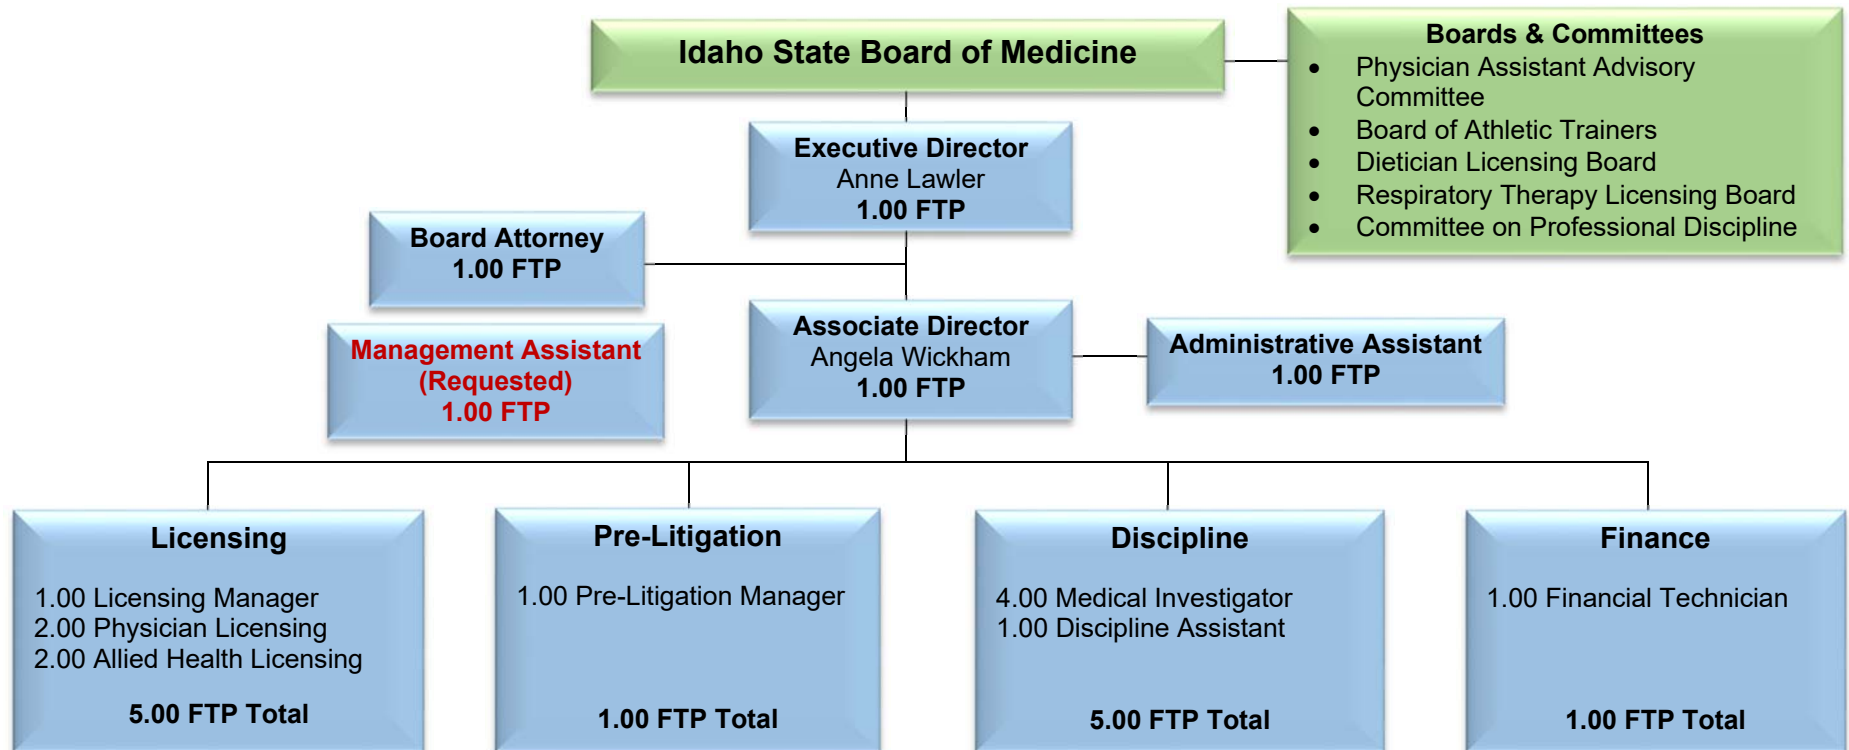 Idaho State Board of Medicine
Boards & Committees
• Physician Assistant Advisory
Committee
• Board of Athletic Trainers
• Dietician Licensing Board
• Respiratory Therapy Licensing Board
• Committee on Professional Discipline
Executive Director
Anne Lawler
1.00 FTP
Board Attorney
1.00 FTP
Management Assistant
(Requested)
1.00 FTP
Associate Director
Angela Wickham
1.00 FTP
Administrative Assistant
1.00 FTP
Licensing
1.00 Licensing Manager
2.00 Physician Licensing
2.00 Allied Health Licensing
5.00 FTP Total
Pre-Litigation
1.00 Pre-Litigation Manager
1.00 FTP Total
Discipline
4.00 Medical Investigator
1.00 Discipline Assistant
5.00 FTP Total
Finance
1.00 Financial Technician
1.00 FTP Total